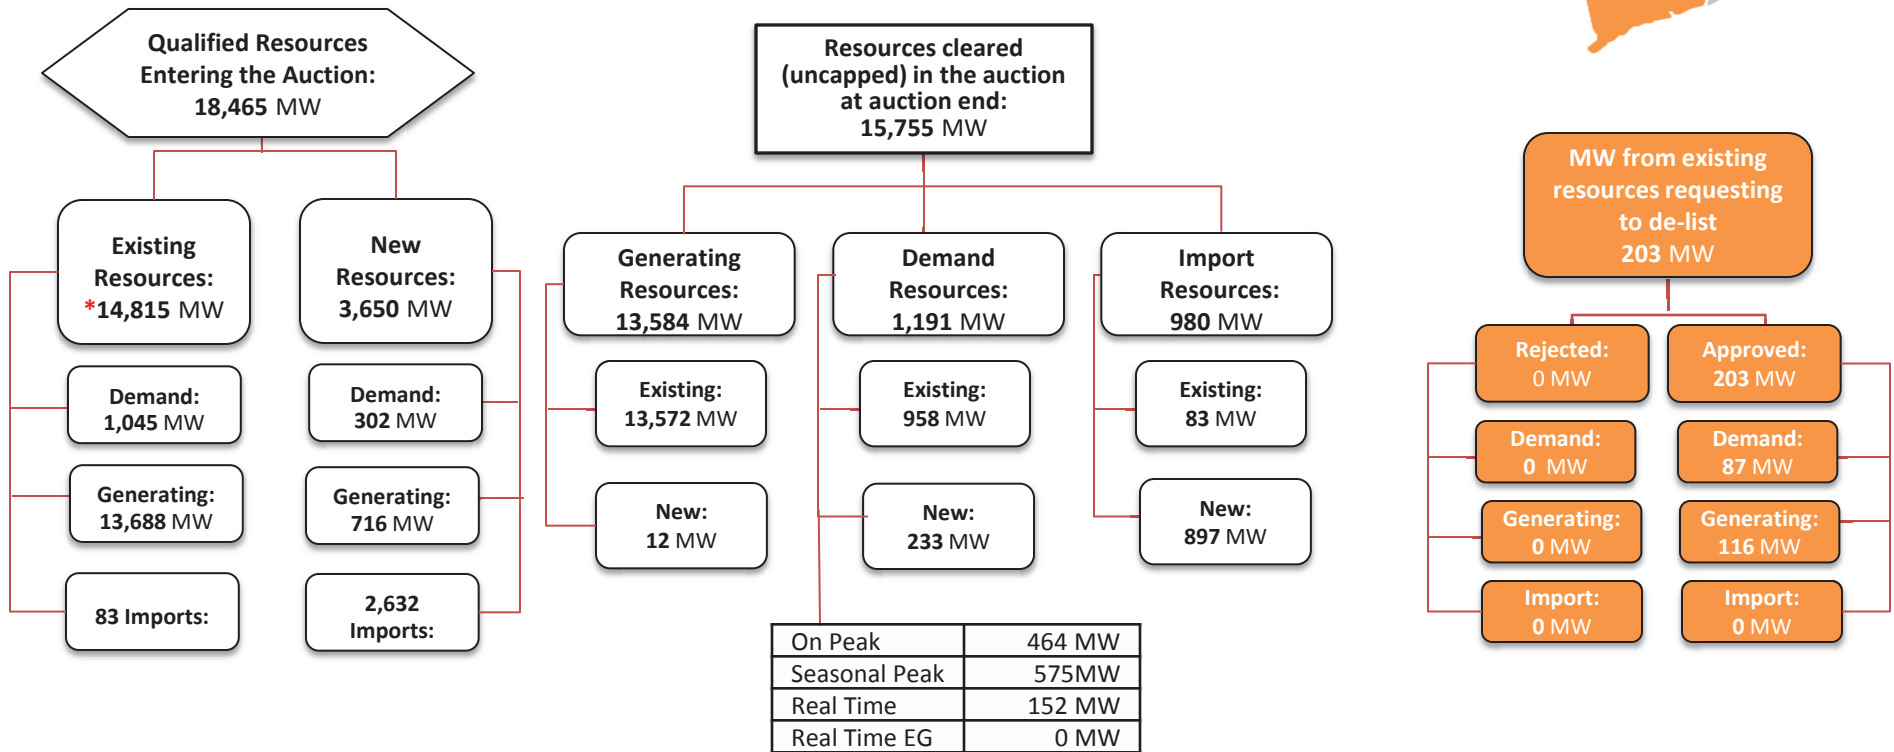 Qualified Resources
Entering the Auction:
18,465 MW
Existing
Resources:
*14,815 MW
Demand:
1,045 MW
Generating:
13,688 MW
83 Imports:
New
Resources:
3,650 MW
Demand:
302 MW
Generating:
716 MW
2,632
Imports:
Resources cleared
(uncapped) in the auction
at auction end:
15,755 MW
Generating
Resources:
13,584 MW
Existing:
13,572 MW
New:
12 MW
Demand
Resources:
1,191 MW
Existing:
958 MW
New:
233 MW
On Peak 464 MW
Seasonal Peak 575MW
Real Time 152 MW
Real Time EG 0 MW
Import
Resources:
980 MW
Existing:
83 MW
New:
897 MW
MW from existing
resources requesting
to de-list
203 MW
Rejected:
0 MW
Demand:
0 MW
Generating:
0 MW
Import:
0 MW
Approved:
203 MW
Demand:
87 MW
Generating:
116 MW
Import:
0 MW